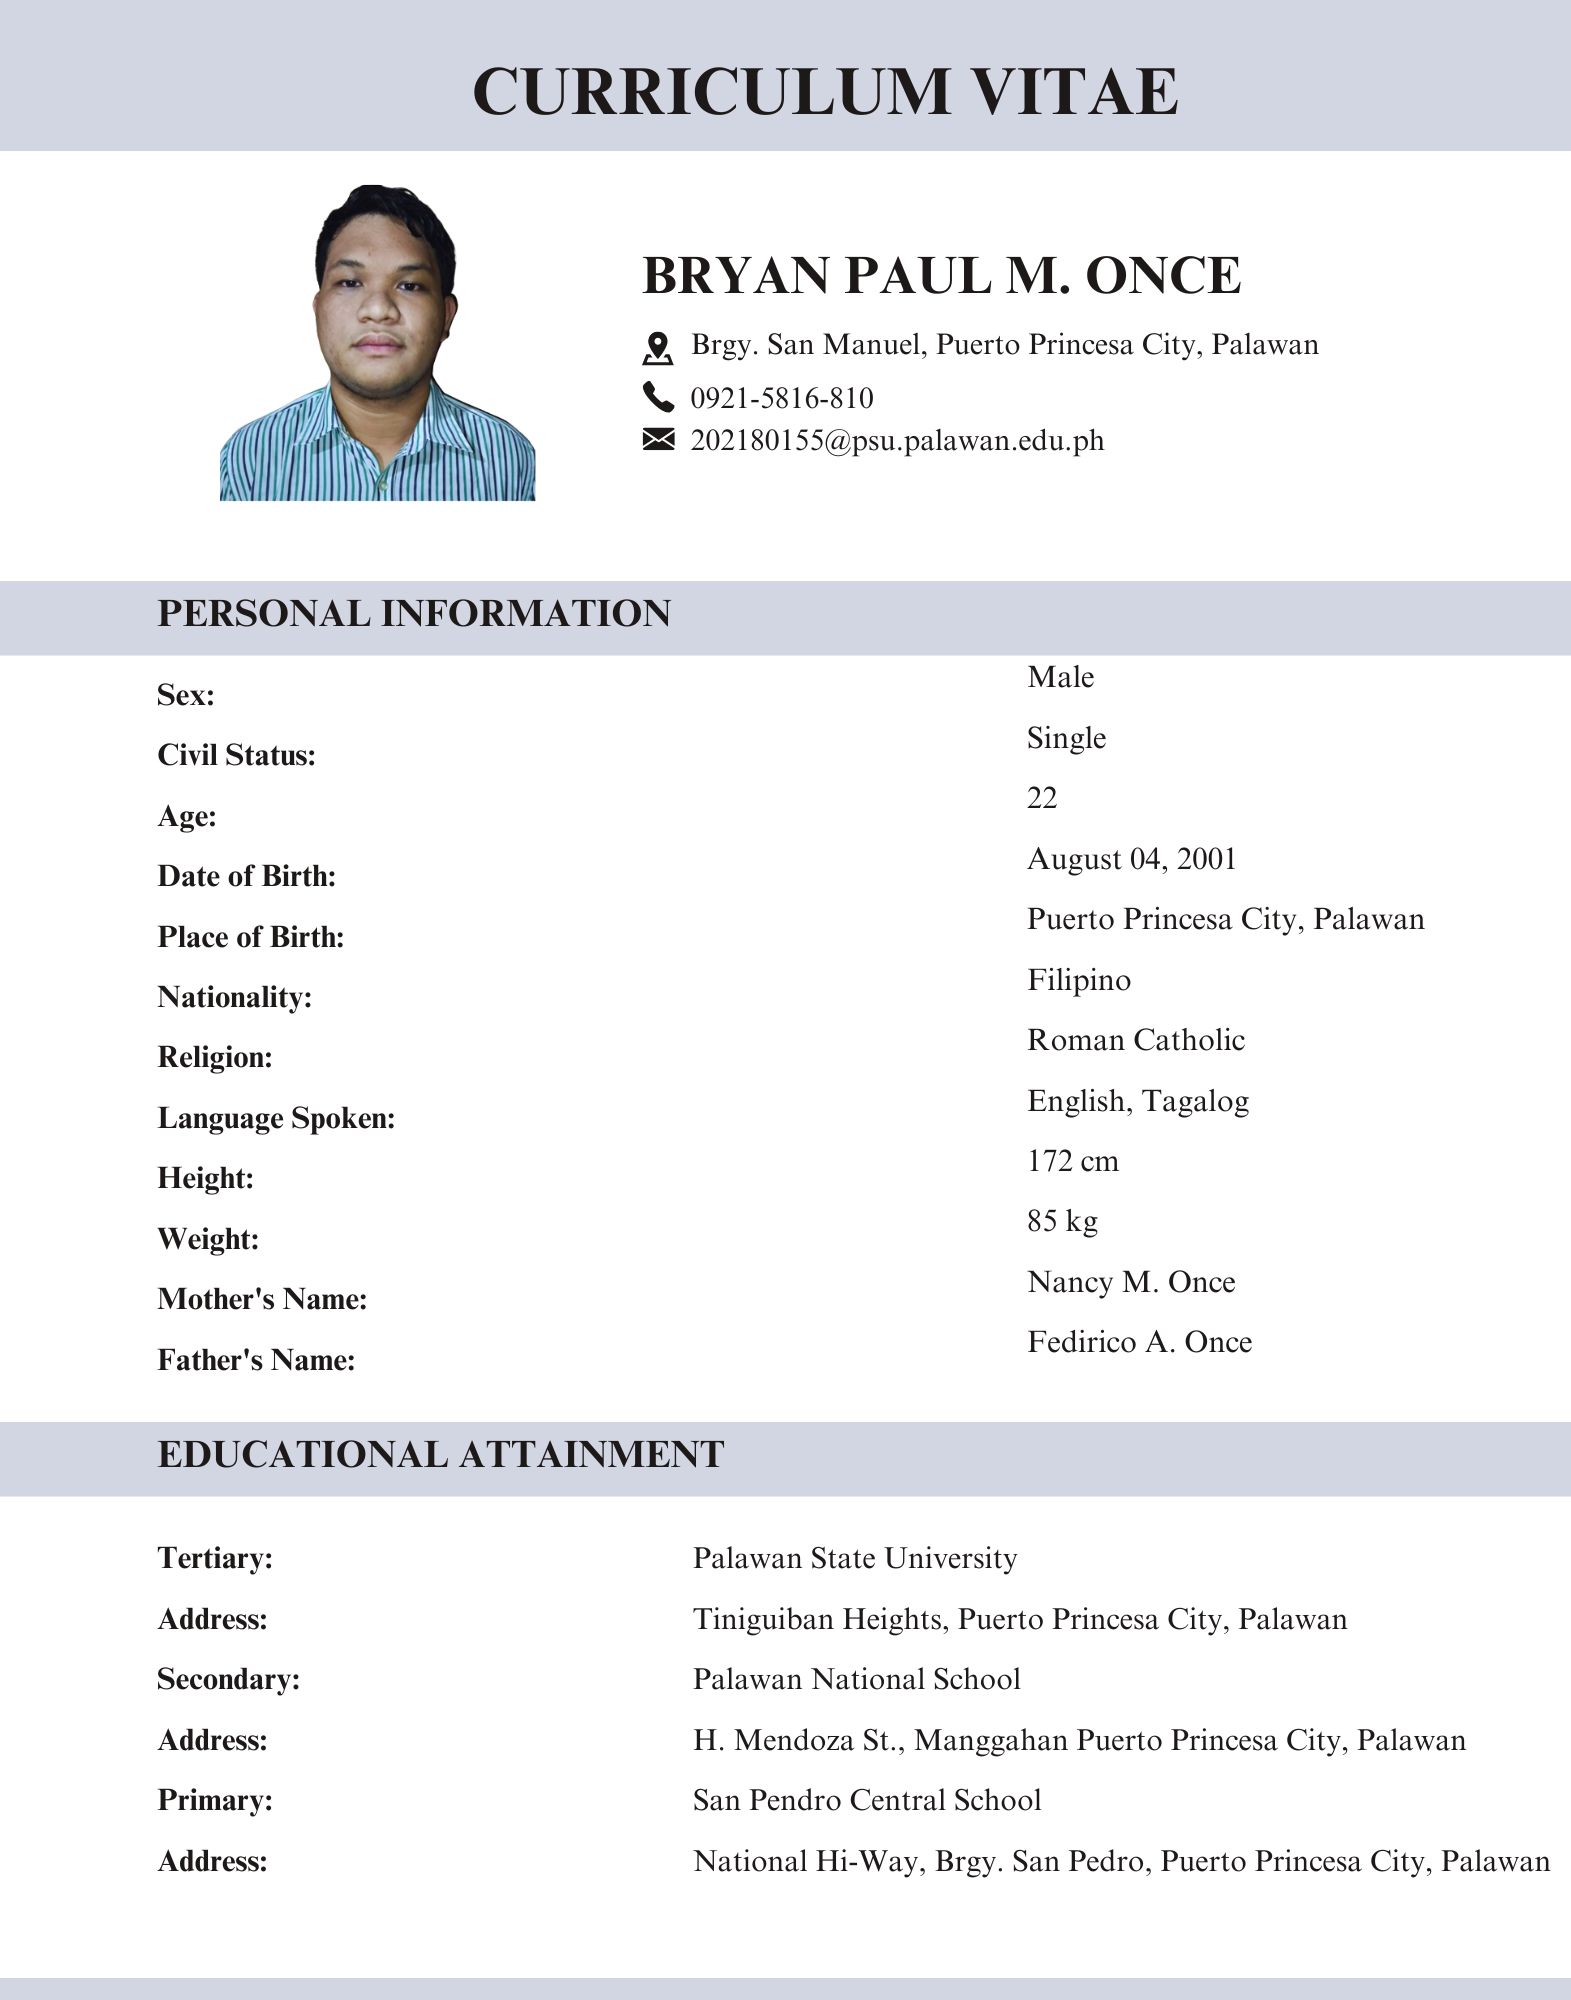 CURRICULUM VITAE
BRYAN PAUL M. ONCE
Brgy. San Manuel, Puerto Princesa City, Palawan
0921-5816-810
202180155@psu.palawan.edu.ph
PERSONAL INFORMATION
Sex: Male
Civil Status: Single
Age: 22
Date of Birth: August 04, 2001
Place of Birth: Puerto Princesa City, Palawan
Nationality: Filipino
Religion: Roman Catholic
Language Spoken: English, Tagalog
Height: 172 cm
Weight: 85 kg
Mother's Name: Nancy M. Once
Father's Name: Fedirico A. Once
EDUCATIONAL ATTAINMENT
Tertiary: Palawan State University
Address: Tiniguiban Heights, Puerto Princesa City, Palawan
Secondary: Palawan National School
Address: H. Mendoza St., Manggahan Puerto Princesa City, Palawan
Primary: San Pendro Central School
Address: National Hi-Way, Brgy. San Pedro, Puerto Princesa City, Palawan